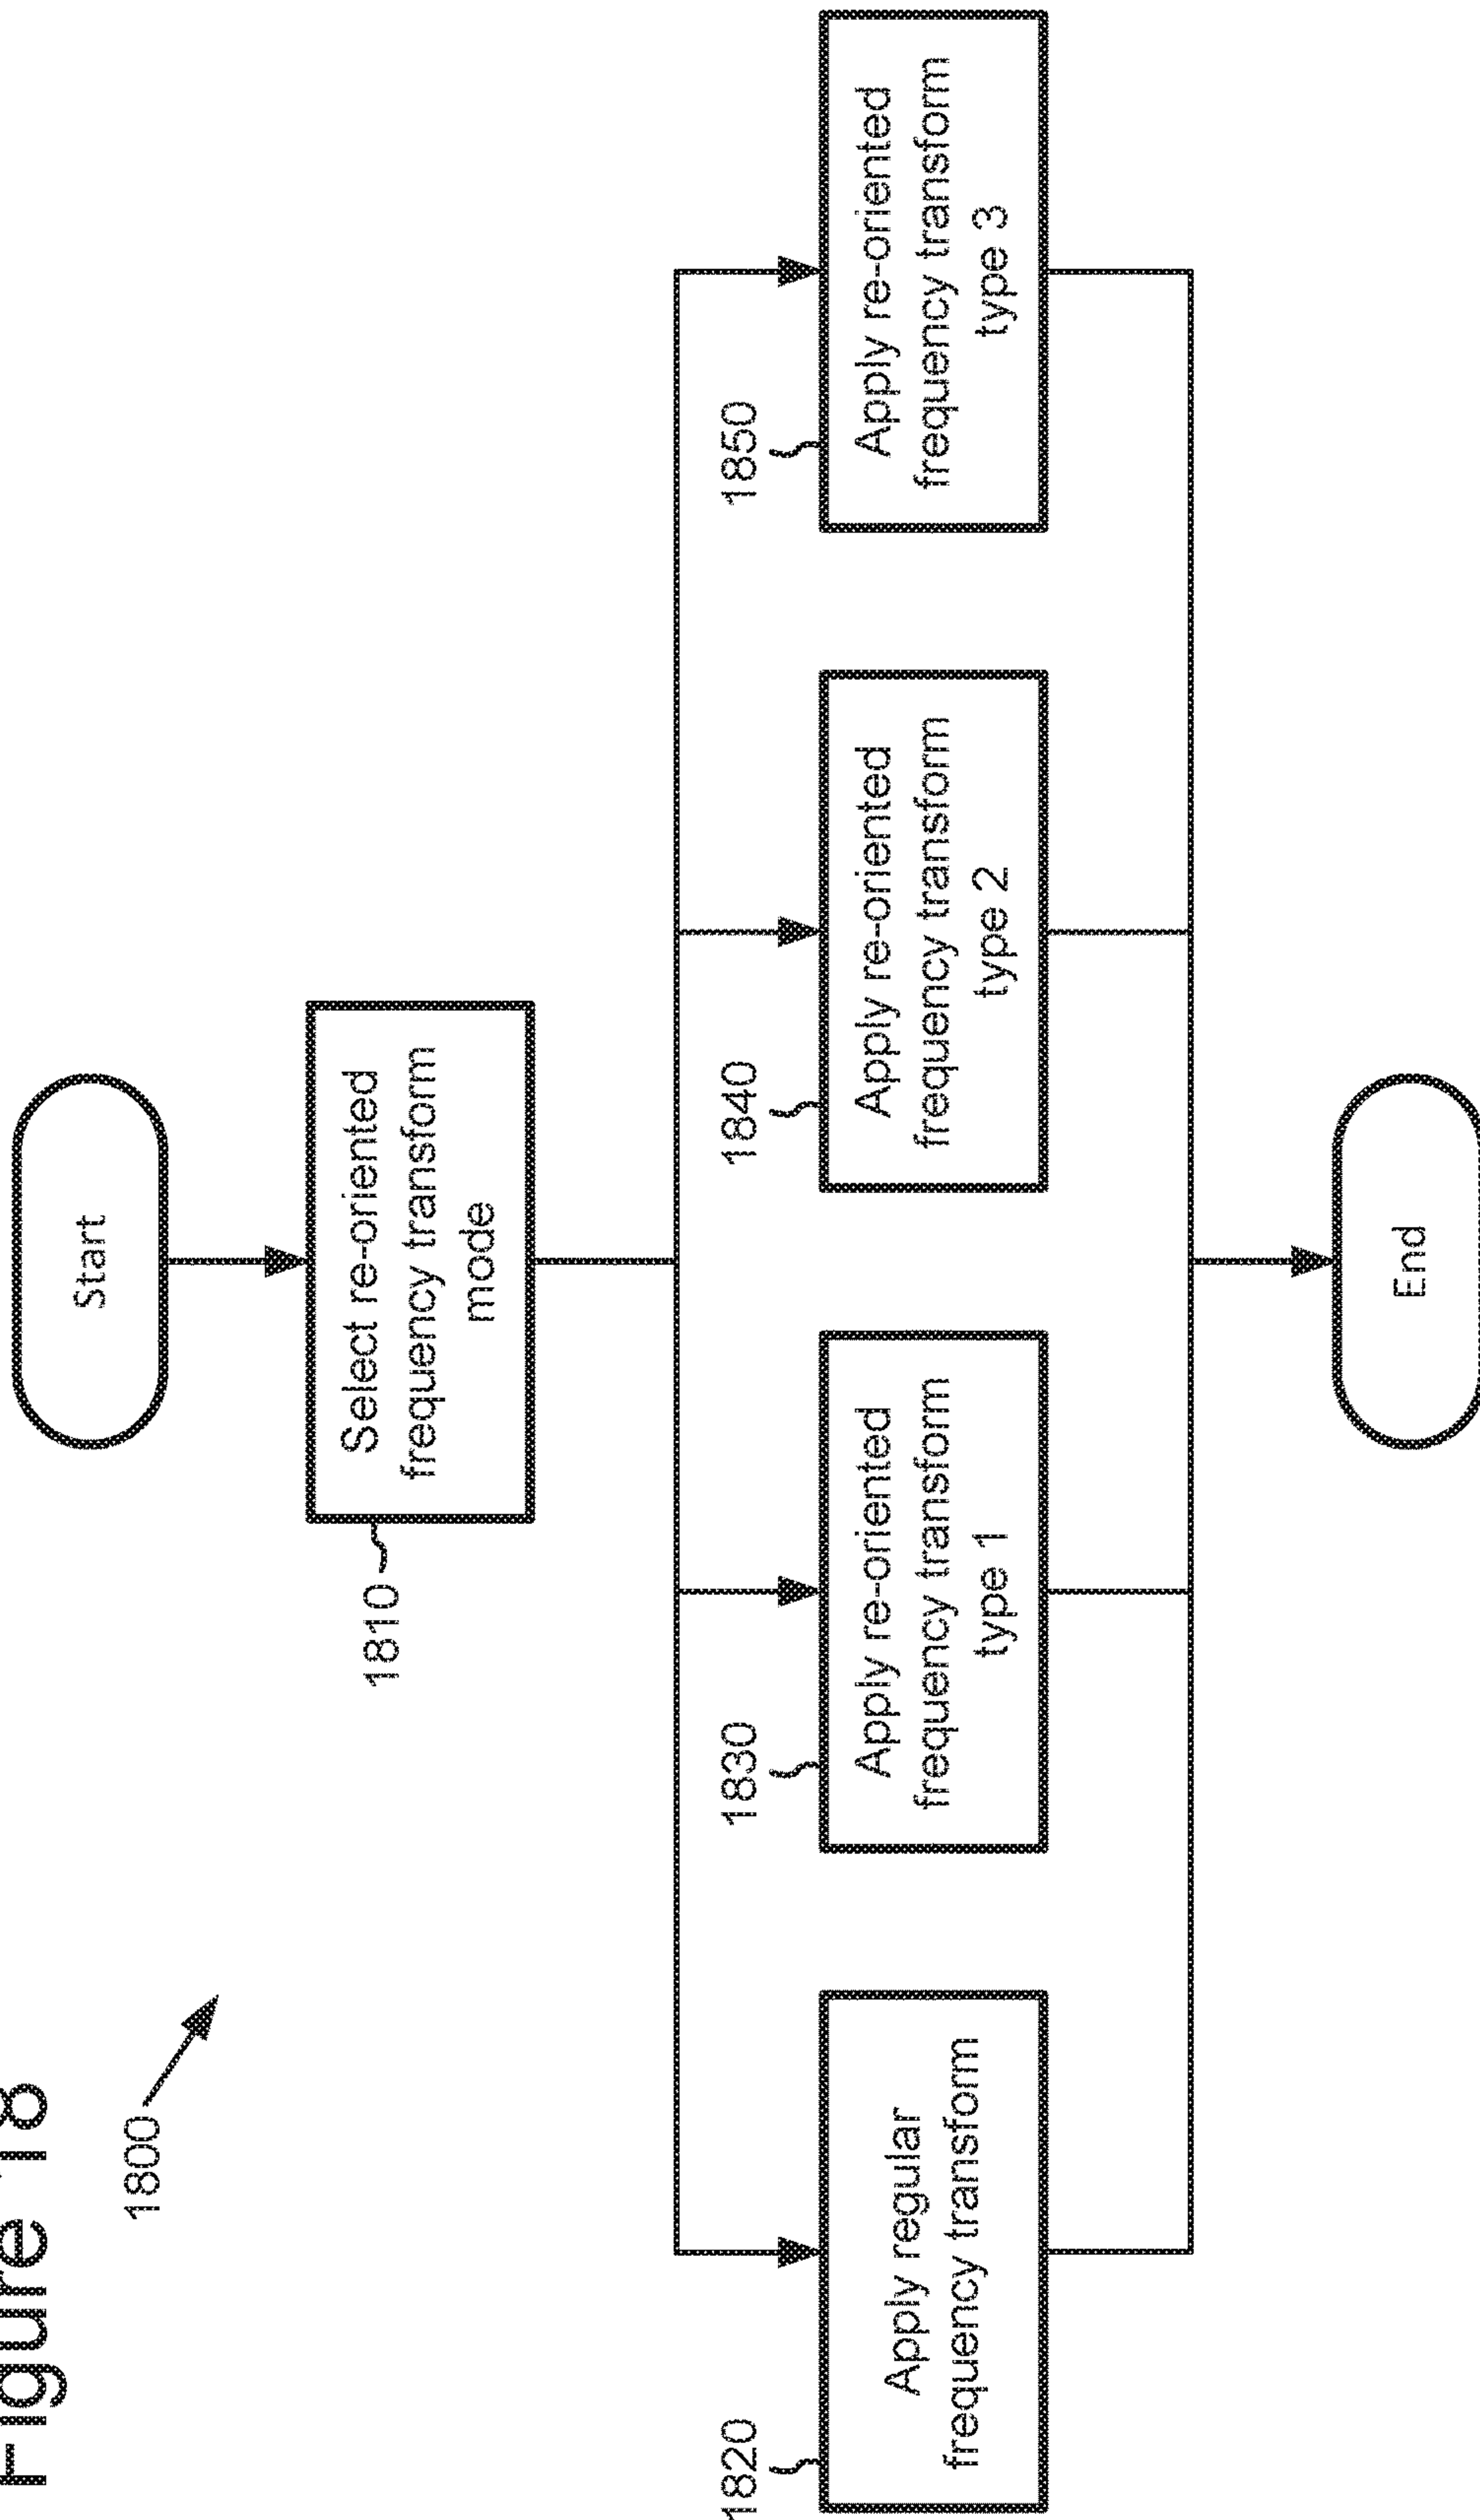 Figure 18
1800
Start
1810
Select re-oriented
frequency transform
mode
1820
Apply regular
frequency transform
1830
Apply re-oriented
frequency transform
type 1
1840
Apply re-oriented
frequency transform
type 2
1850
Apply re-oriented
frequency transform
type 3
End